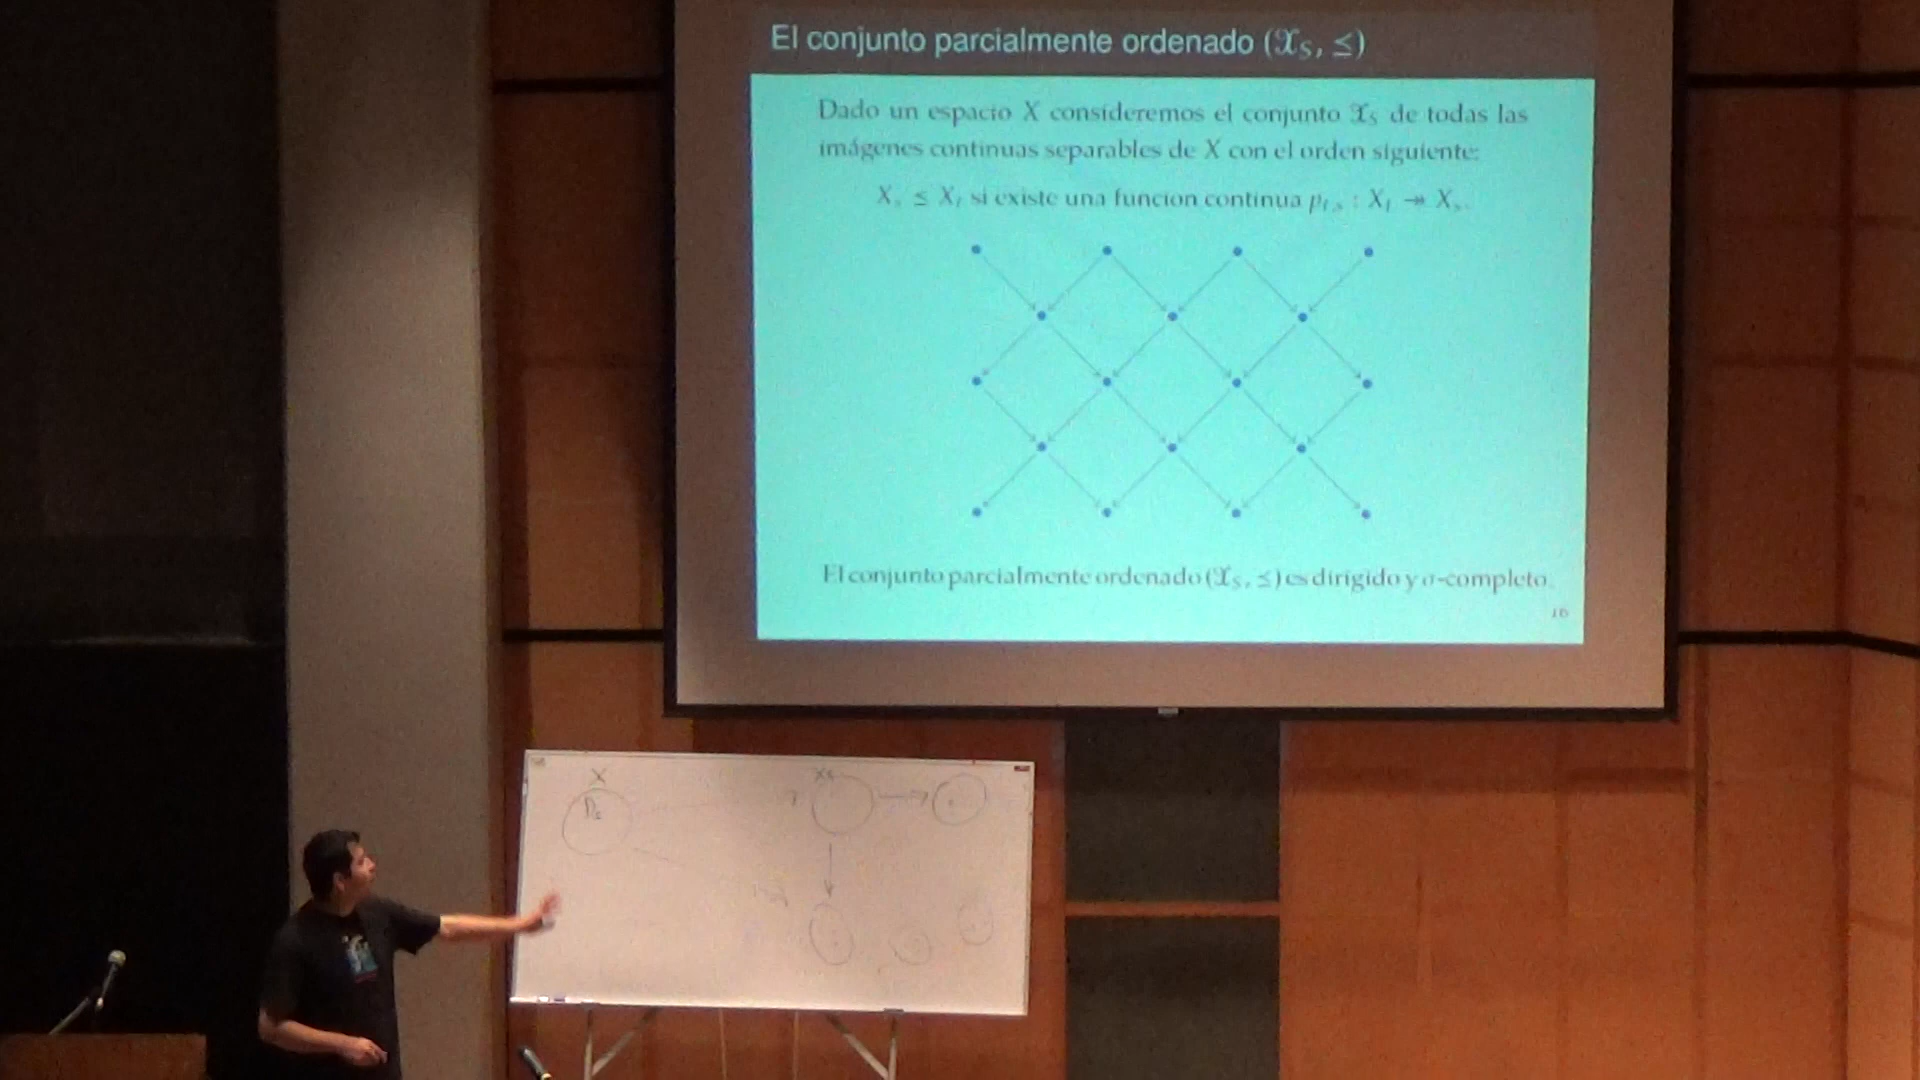 El conjunto parcialmente ordenado (𝔛_S, ≤)
Dado un espacio X consideremos el conjunto 𝔛_S de todas las
imágenes continuas separables de X con el orden siguiente:
X_s ≤ X_t si existe una funcion continua p_{t,s} : X_t ↠ X_s.
El conjunto parcialmente ordenado (𝔛_S, ≤) es dirigido y σ-completo.
16
X
X_s